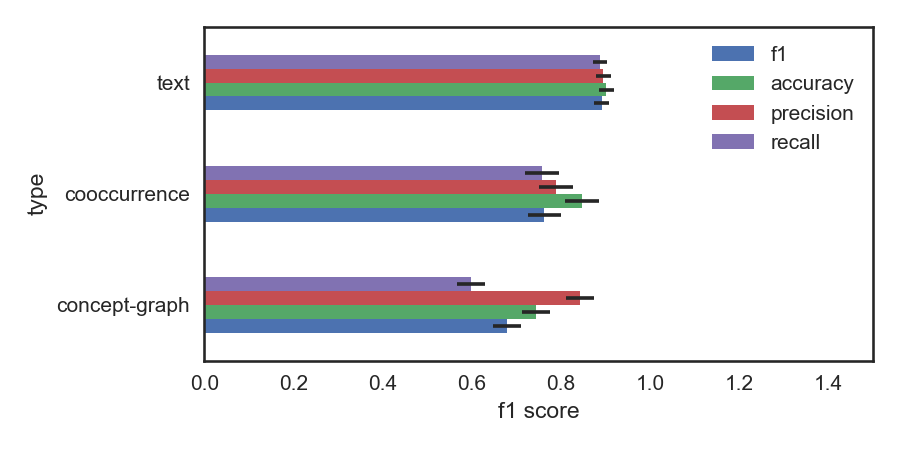 f1
accuracy
precision
recall
text
cooccurrence
concept-graph
type
0.0 0.2 0.4 0.6 0.8 1.0 1.2 1.4
f1 score